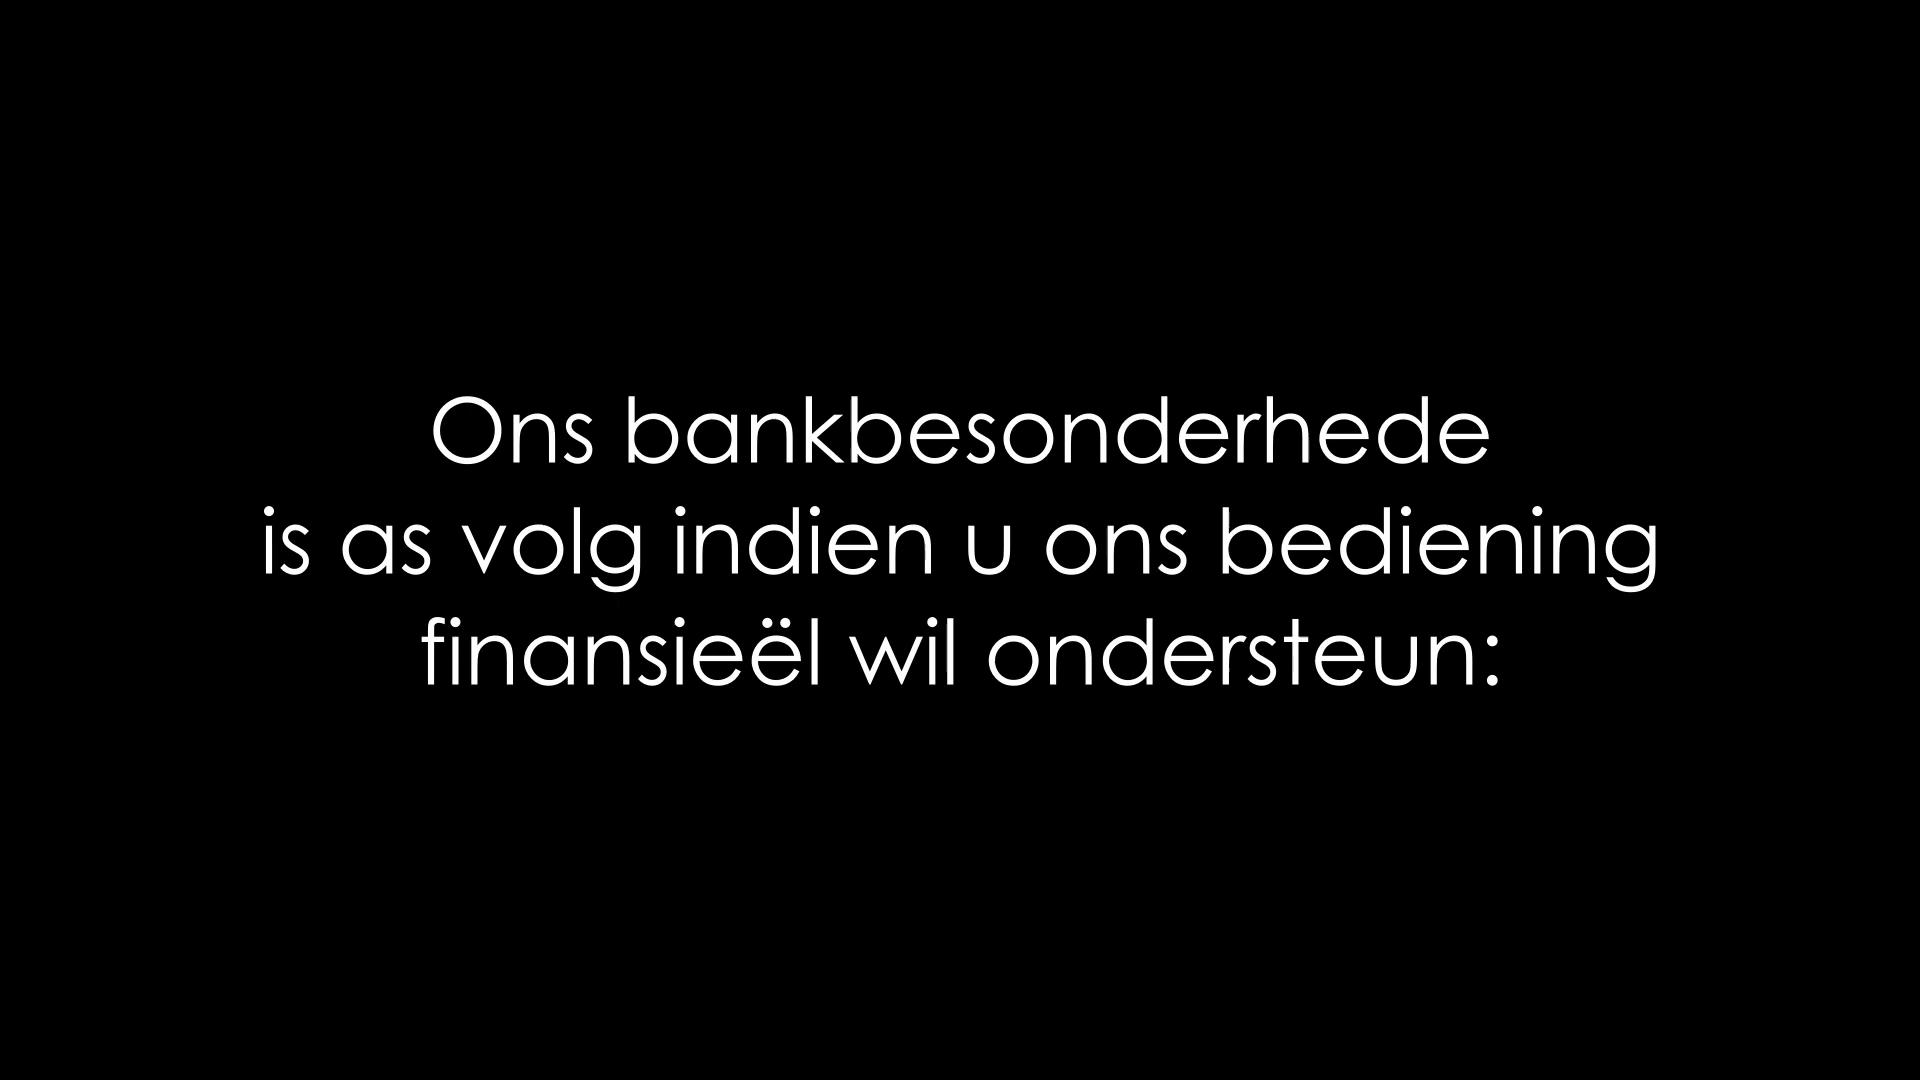 Ons bankbesonderhede
is as volg indien u ons bediening
finansieël wil ondersteun: